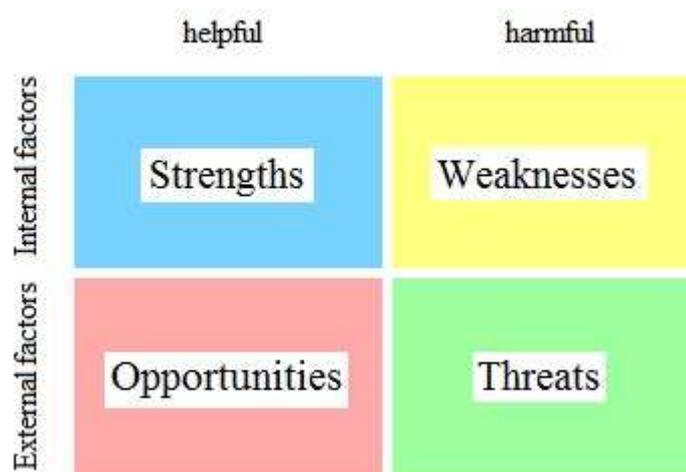 helpful
harmful
Internal factors
Strengths
Weaknesses
External factors
Opportunities
Threats